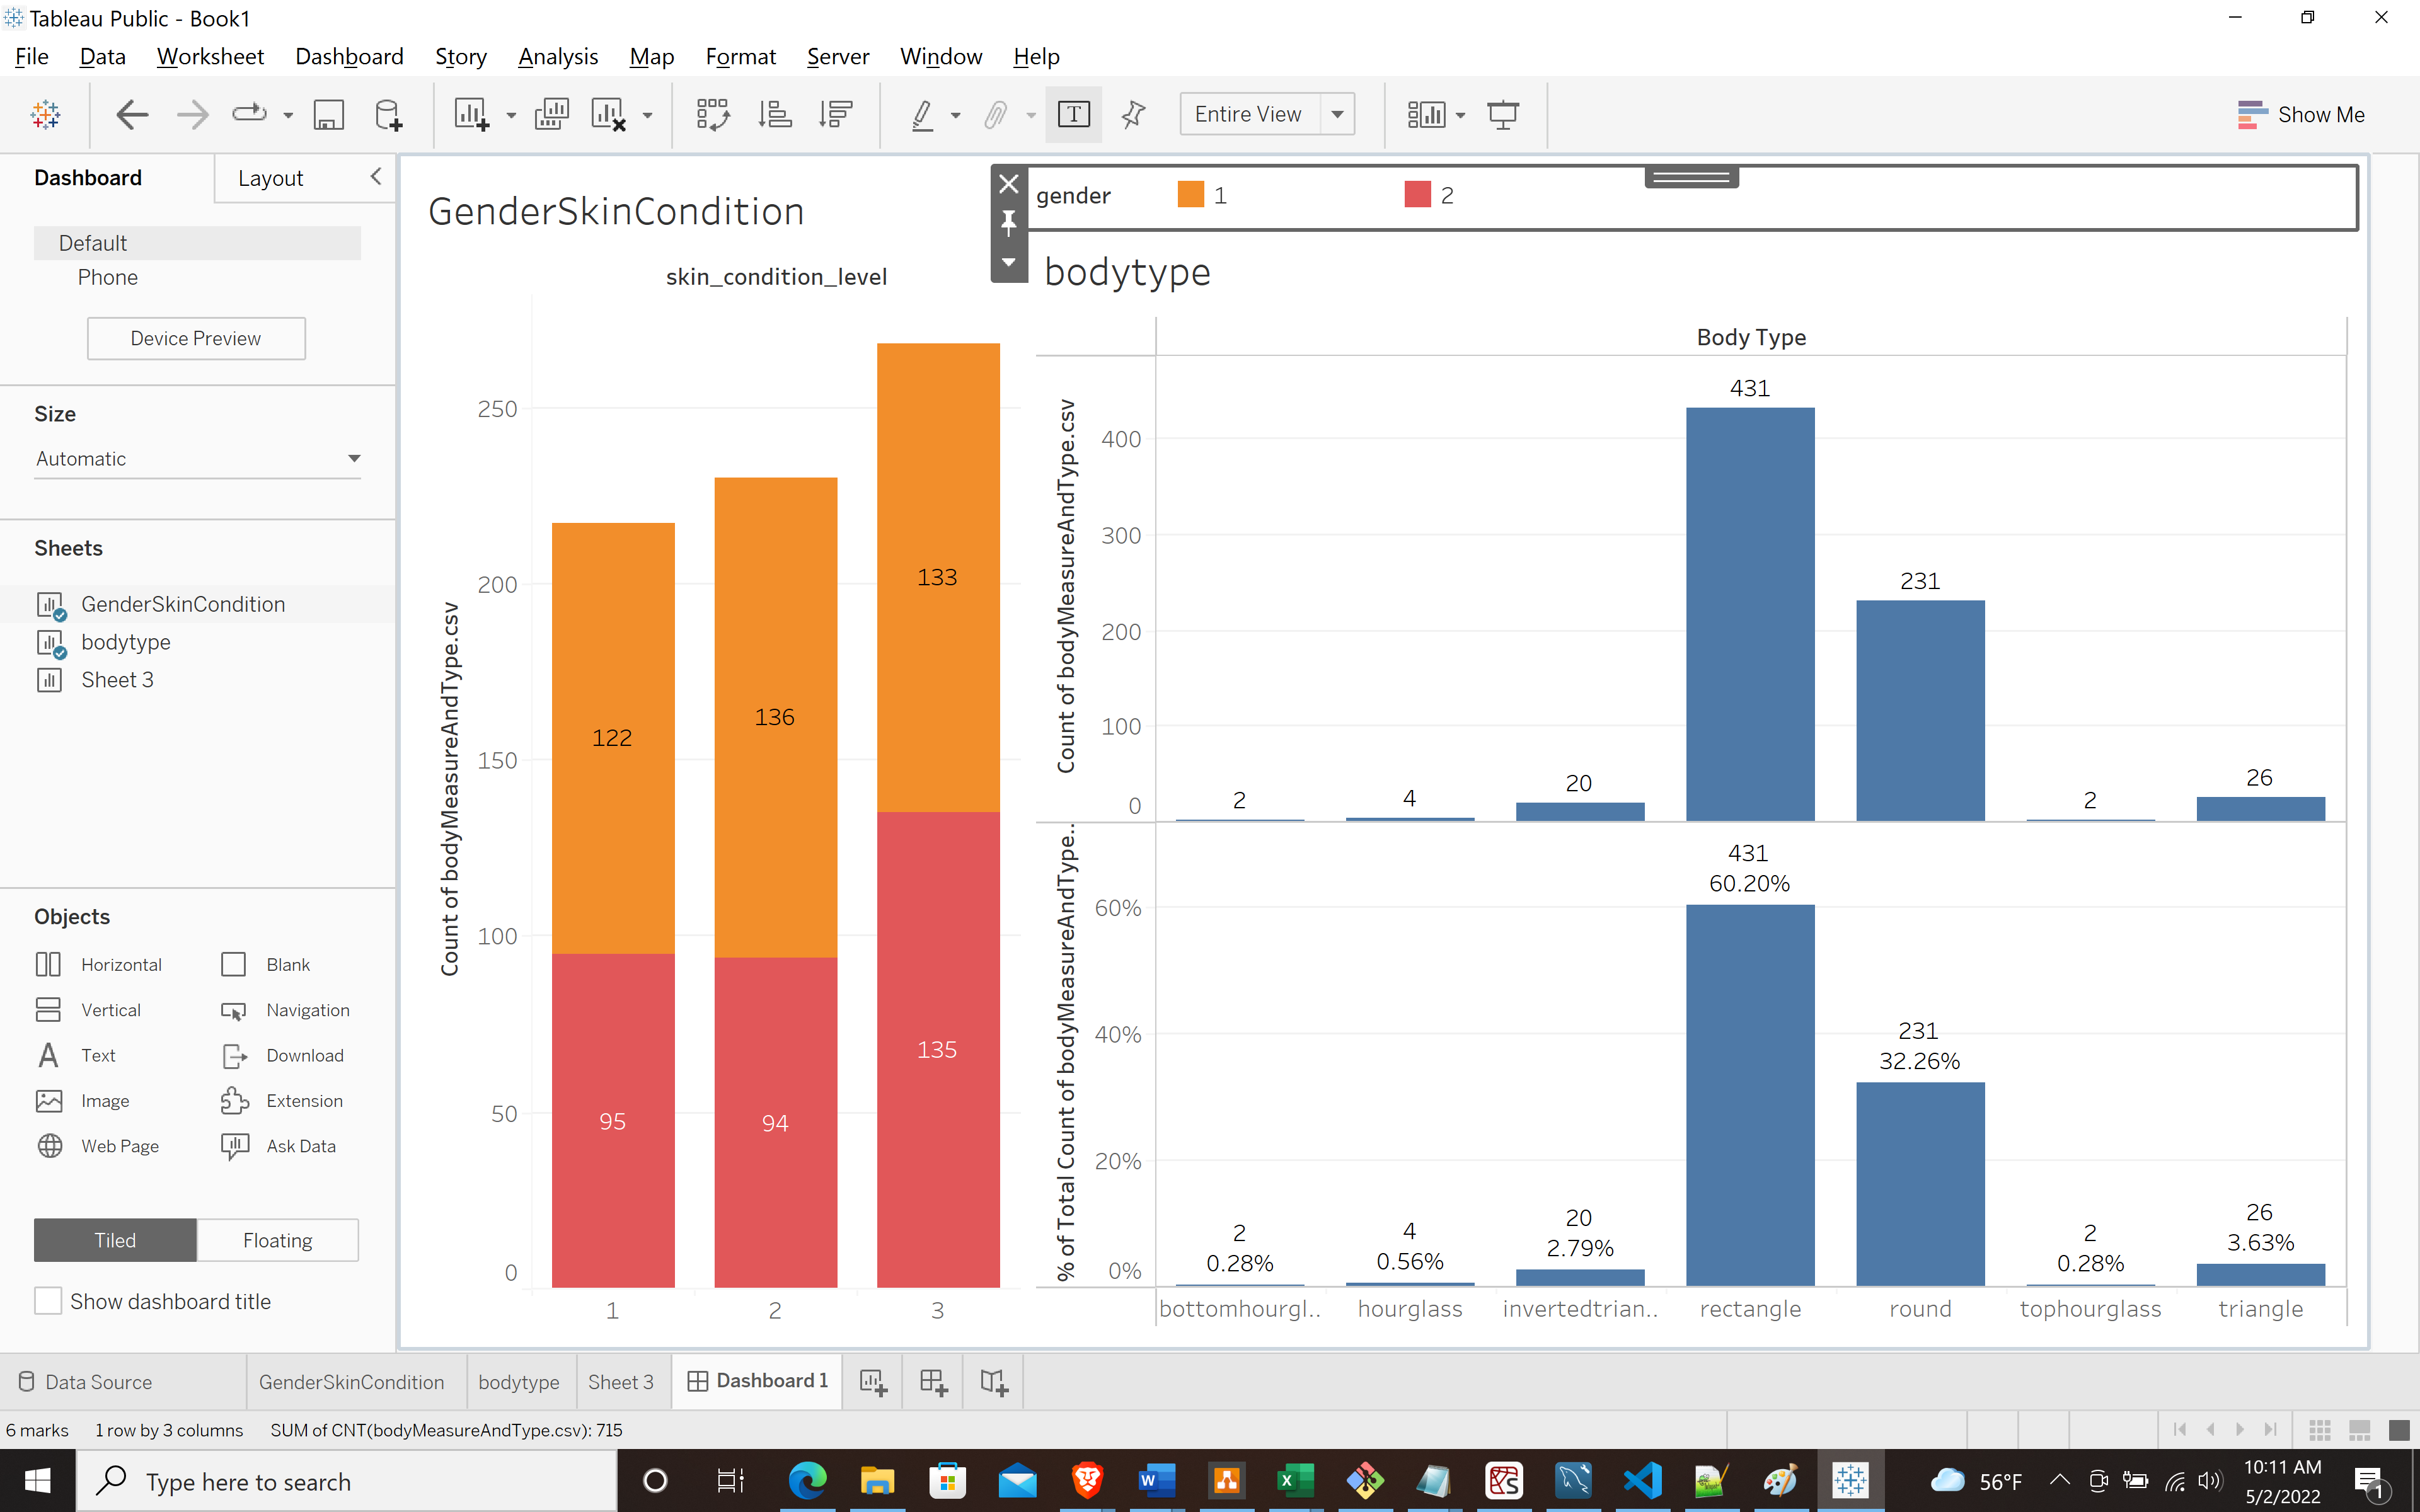 Tableau Public - Book1
File Data Worksheet Dashboard Story Analysis Map Format Server Window Help
T Entire View Show Me
Dashboard Layout
Default
Phone
Device Preview
Size
Automatic
Sheets
GenderSkinCondition
bodytype
Sheet 3
Objects
Horizontal Blank
Vertical Navigation
Text Download
Image Extension
Web Page Ask Data
Tiled Floating
Show dashboard title
GenderSkinCondition
skin_condition_level
Count of bodyMeasureAndType.csv
250
200
150
100
50
0
133
122
136
135
95
94
1 2 3
gender 1 2
bodytype
Body Type
Count of bodyMeasureAndType.csv
400
300
200
100
0
2 4 20 431 231 2 26
% of Total Count of bodyMeasureAndType..
60%
40%
20%
0%
2 4 20 431 231 2 26
0.28% 0.56% 2.79% 60.20% 32.26% 0.28% 3.63%
bottomhourgl.. hourglass invertedtrian.. rectangle round tophourglass triangle
Data Source GenderSkinCondition bodytype Sheet 3 Dashboard 1
6 marks 1 row by 3 columns SUM of CNT(bodyMeasureAndType.csv): 715
Type here to search
56°F
10:11 AM
5/2/2022
1